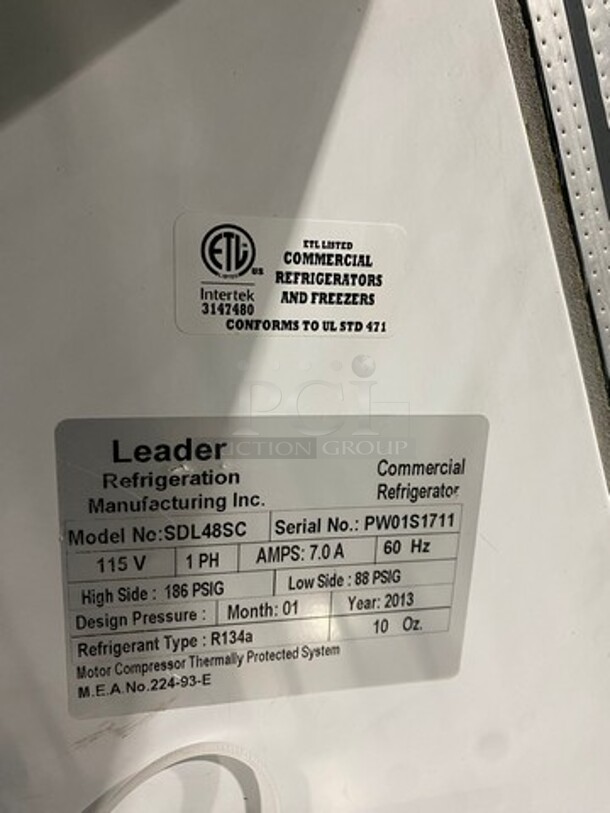 ETL
US
Intertek
3147480
ETL LISTED
COMMERCIAL
REFRIGERATORS
AND FREEZERS
CONFORMS TO UL STD 471
PCI
AUCTION GROUP
Leader
Refrigeration
Manufacturing Inc.
Commercial
Refrigerator
Model No:SDL48SC
Serial No.: PW01S1711
115 V
1 PH
AMPS: 7.0 A
60 Hz
High Side : 186 PSIG
Low Side : 88 PSIG
Design Pressure :
Month: 01
Year: 2013
Refrigerant Type : R134a
10 Oz.
Motor Compressor Thermally Protected System
M.E.A.No.224-93-E